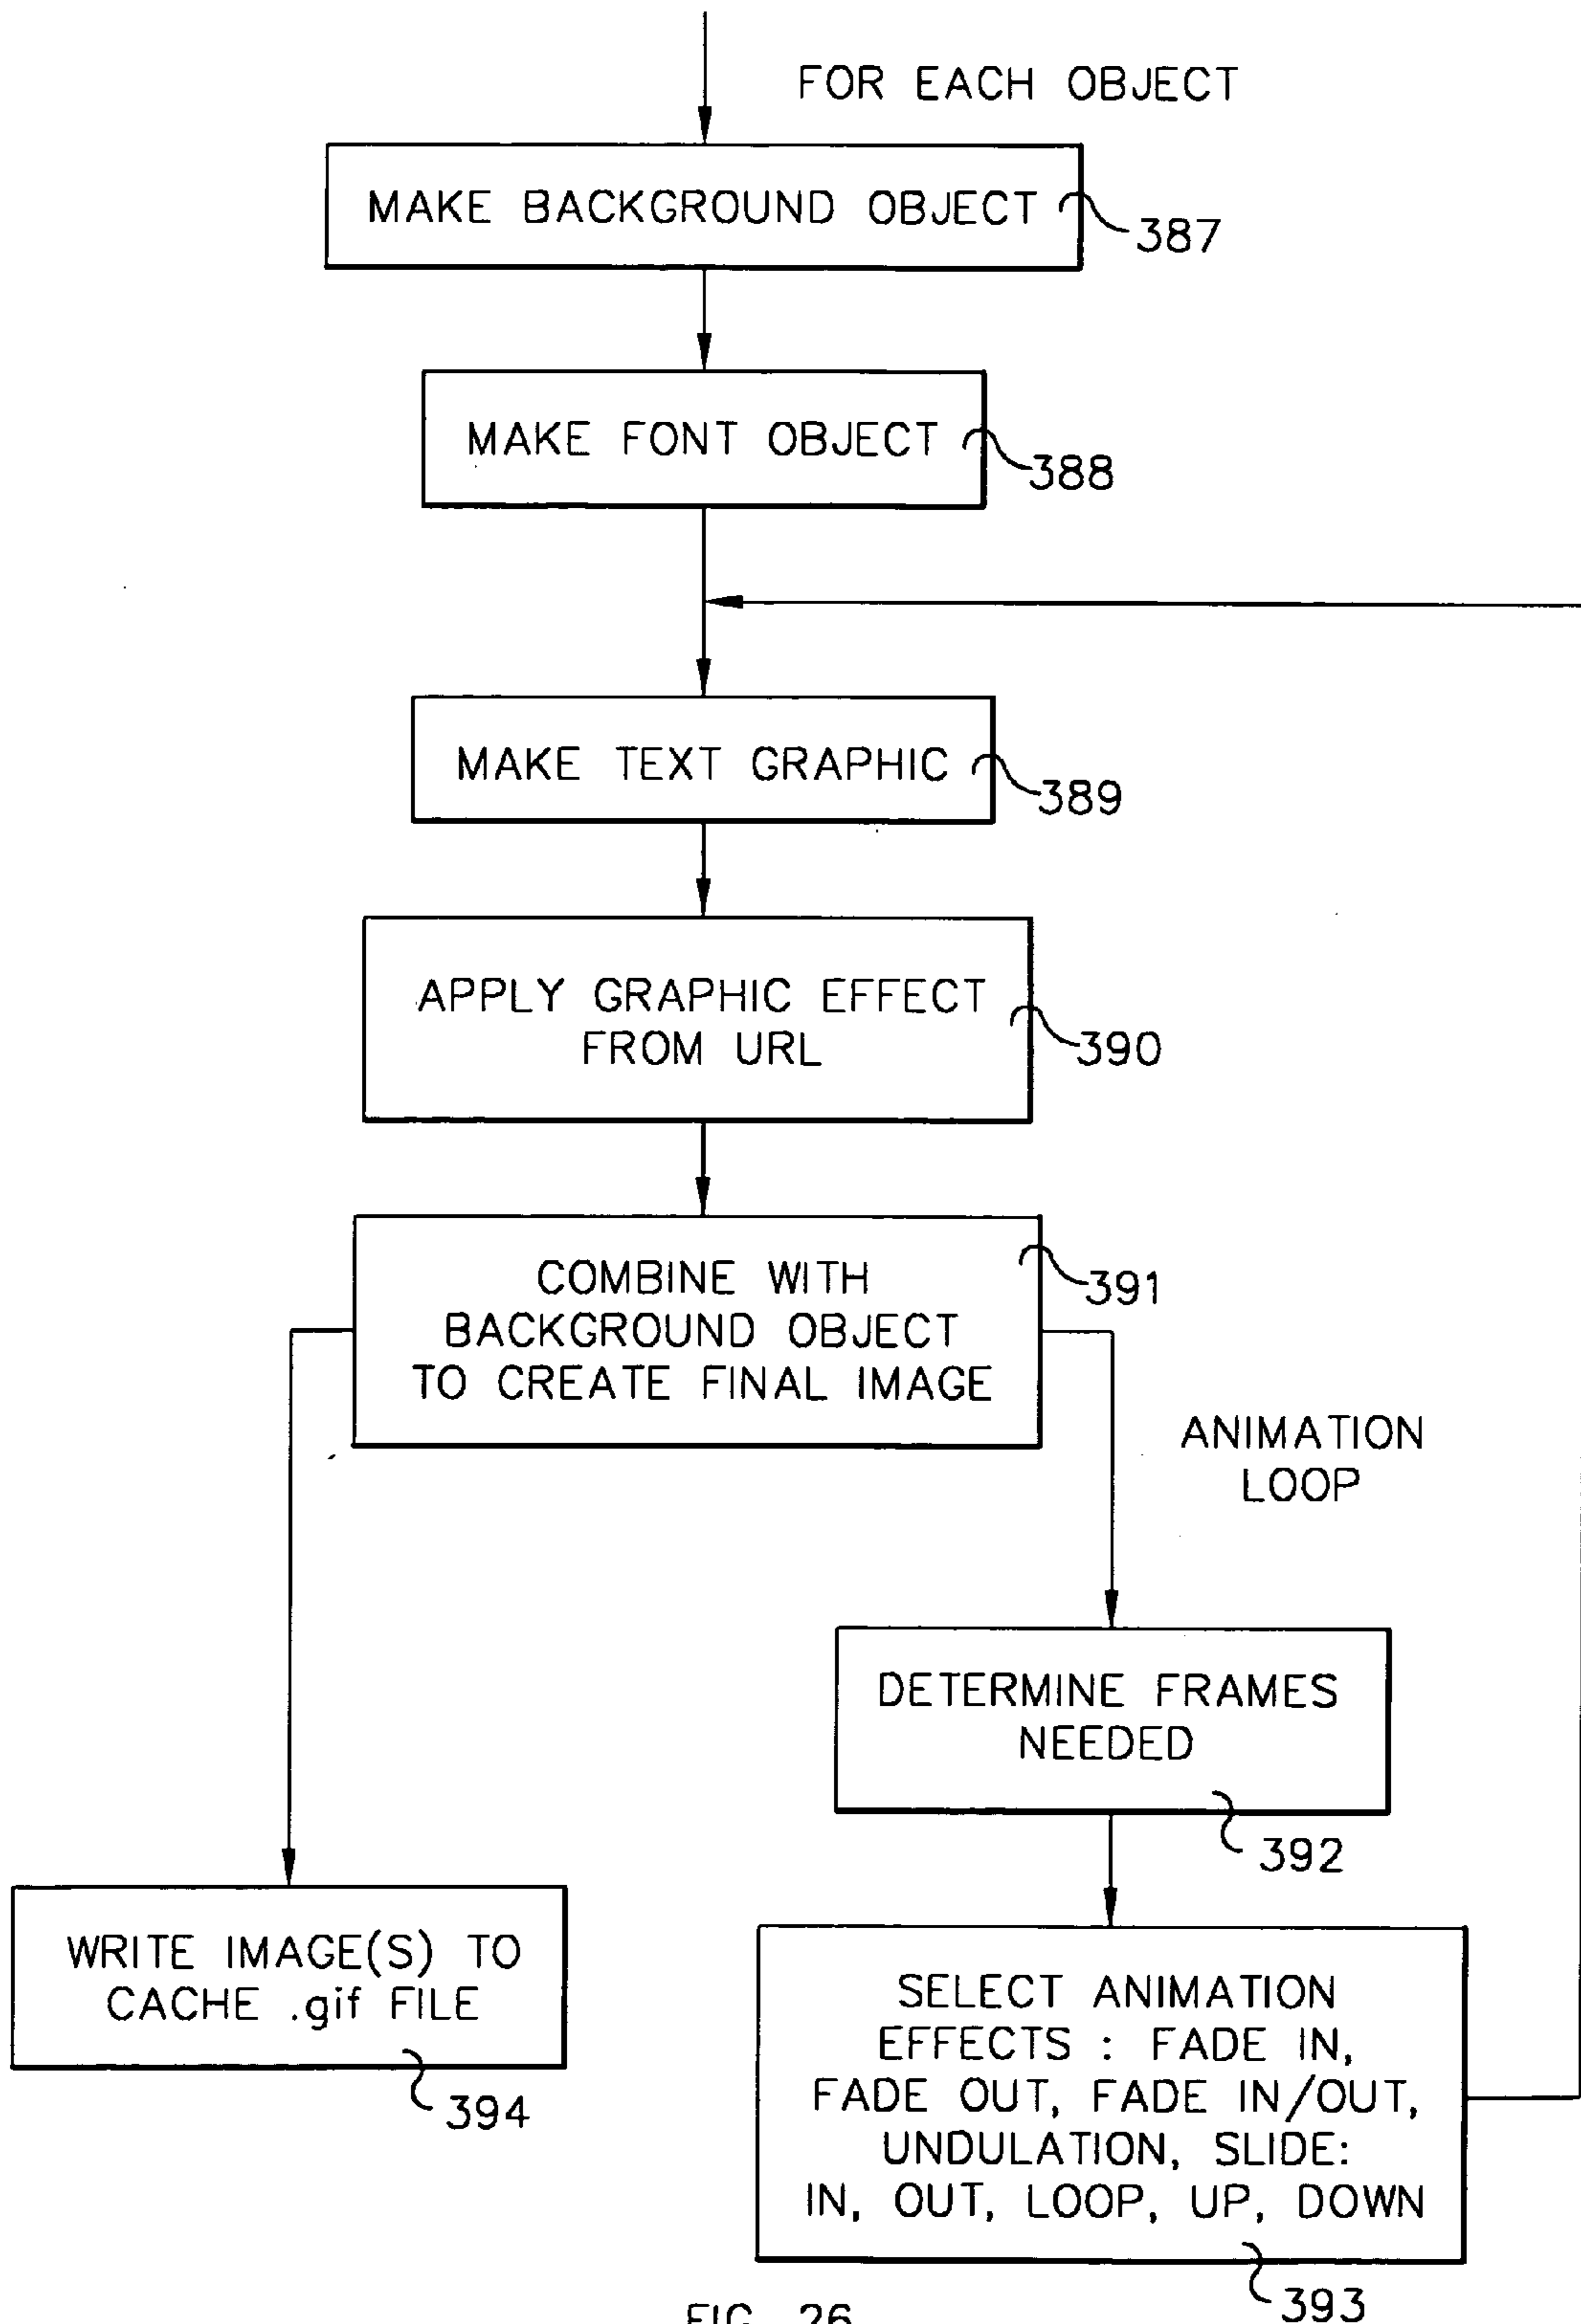 FOR EACH OBJECT
MAKE BACKGROUND OBJECT
387
MAKE FONT OBJECT
388
MAKE TEXT GRAPHIC
389
APPLY GRAPHIC EFFECT
FROM URL
390
COMBINE WITH
BACKGROUND OBJECT
TO CREATE FINAL IMAGE
391
ANIMATION
LOOP
DETERMINE FRAMES
NEEDED
392
WRITE IMAGE(S) TO
CACHE .gif FILE
394
SELECT ANIMATION
EFFECTS : FADE IN,
FADE OUT, FADE IN/OUT,
UNDULATION, SLIDE:
IN, OUT, LOOP, UP, DOWN
393
FIG. 26